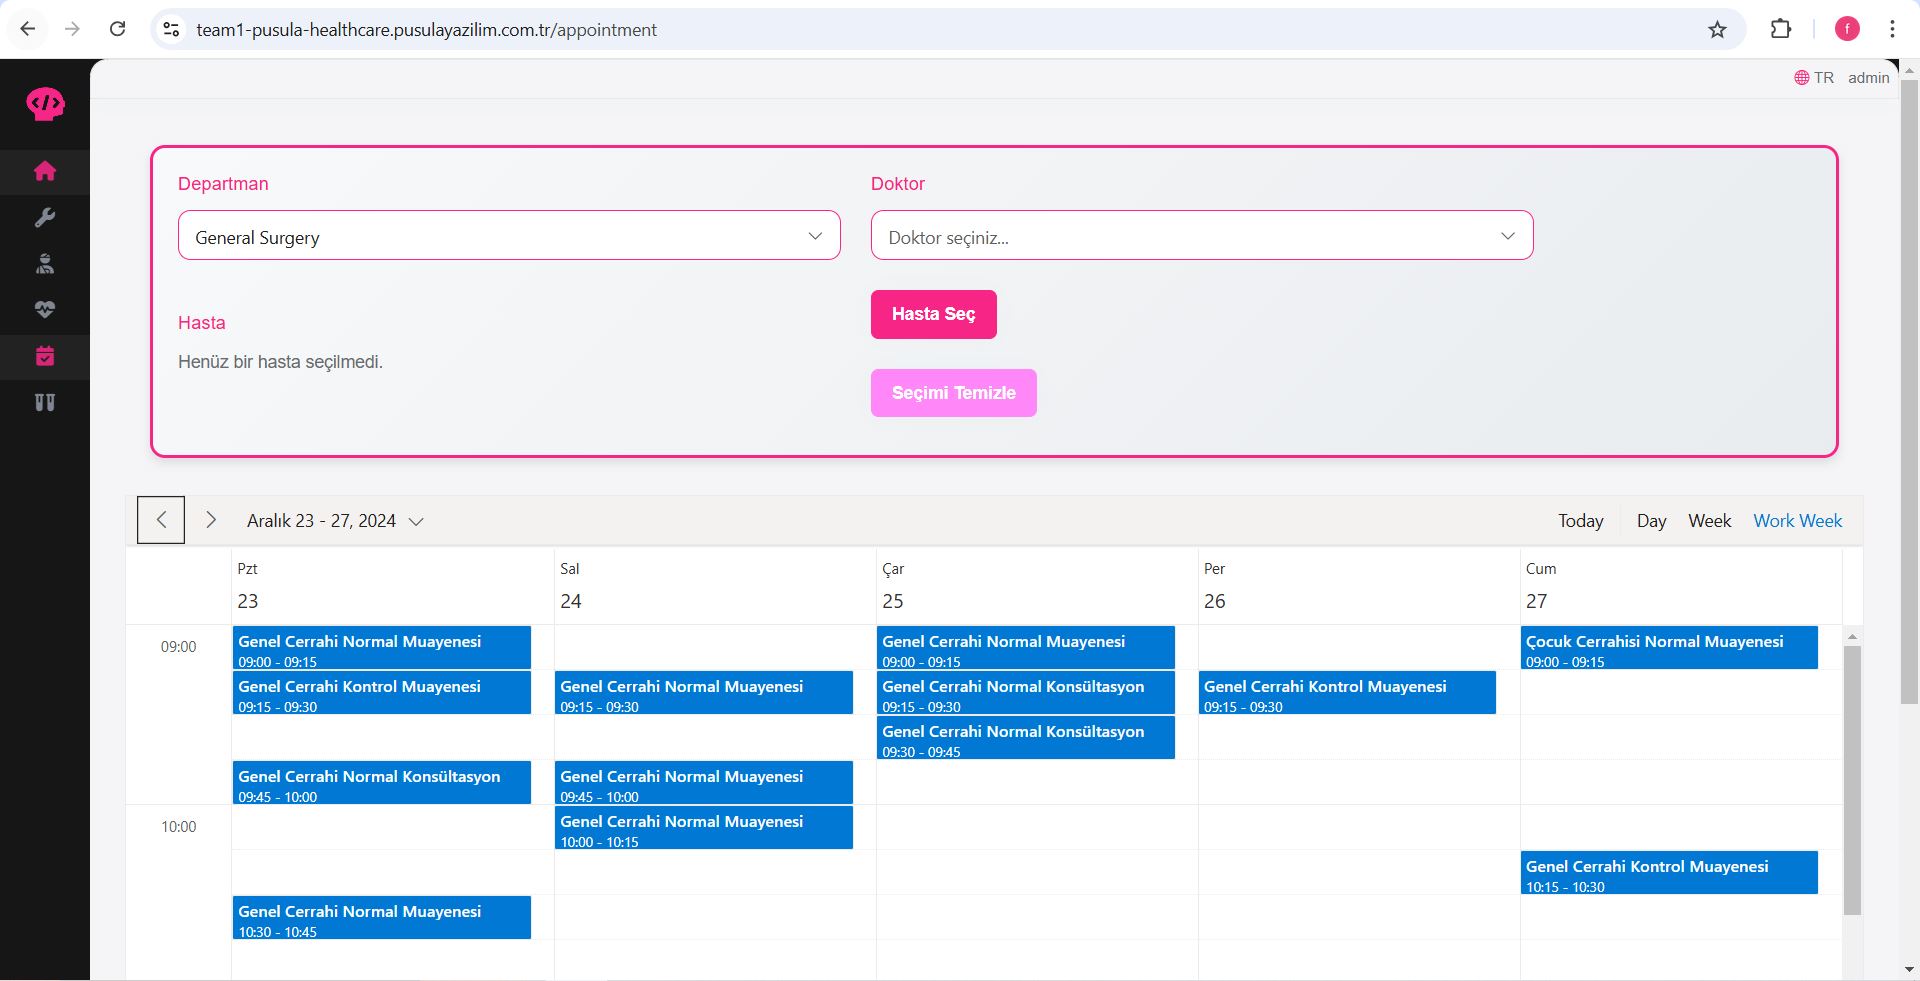 team1-pusula-healthcare.pusulayazilim.com.tr/appointment
f
TR admin
Departman
General Surgery
Doktor
Doktor seçiniz...
Hasta
Henüz bir hasta seçilmedi.
Hasta Seç
Seçimi Temizle
Aralık 23 - 27, 2024
Today Day Week Work Week
Pzt Sal Çar Per Cum
23 24 25 26 27
09:00
Genel Cerrahi Normal Muayenesi
09:00 - 09:15
Genel Cerrahi Kontrol Muayenesi
09:15 - 09:30
Genel Cerrahi Normal Konsültasyon
09:45 - 10:00
Genel Cerrahi Normal Muayenesi
10:30 - 10:45
Genel Cerrahi Normal Muayenesi
09:15 - 09:30
Genel Cerrahi Normal Muayenesi
09:45 - 10:00
Genel Cerrahi Normal Muayenesi
10:00 - 10:15
Genel Cerrahi Normal Muayenesi
09:00 - 09:15
Genel Cerrahi Normal Konsültasyon
09:15 - 09:30
Genel Cerrahi Normal Konsültasyon
09:30 - 09:45
Genel Cerrahi Kontrol Muayenesi
09:15 - 09:30
Çocuk Cerrahisi Normal Muayenesi
09:00 - 09:15
Genel Cerrahi Kontrol Muayenesi
10:15 - 10:30
10:00